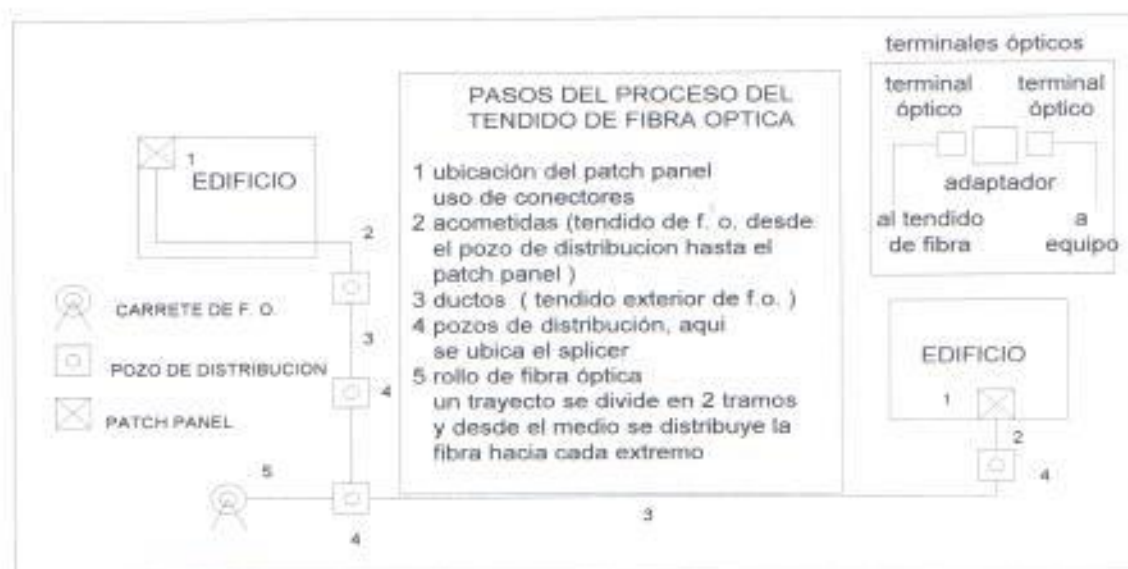 terminales ópticos
terminal terminal
óptico óptico
adaptador
al tendido a
de fibra equipo
PASOS DEL PROCESO DEL
TENDIDO DE FIBRA OPTICA
1 ubicación del patch panel
uso de conectores
2 acometidas (tendido de f. o. desde
el pozo de distribucion hasta el
patch panel )
3 ductos ( tendido exterior de f.o. )
4 pozos de distribución, aqui
se ubica el splicer
5 rollo de fibra óptica
un trayecto se divide en 2 tramos
y desde el medio se distribuye la
fibra hacia cada extremo
1
EDIFICIO
2
3
4
CARRETE DE F. O.
POZO DE DISTRIBUCION
PATCH PANEL
5
4
3
EDIFICIO
1
2
4